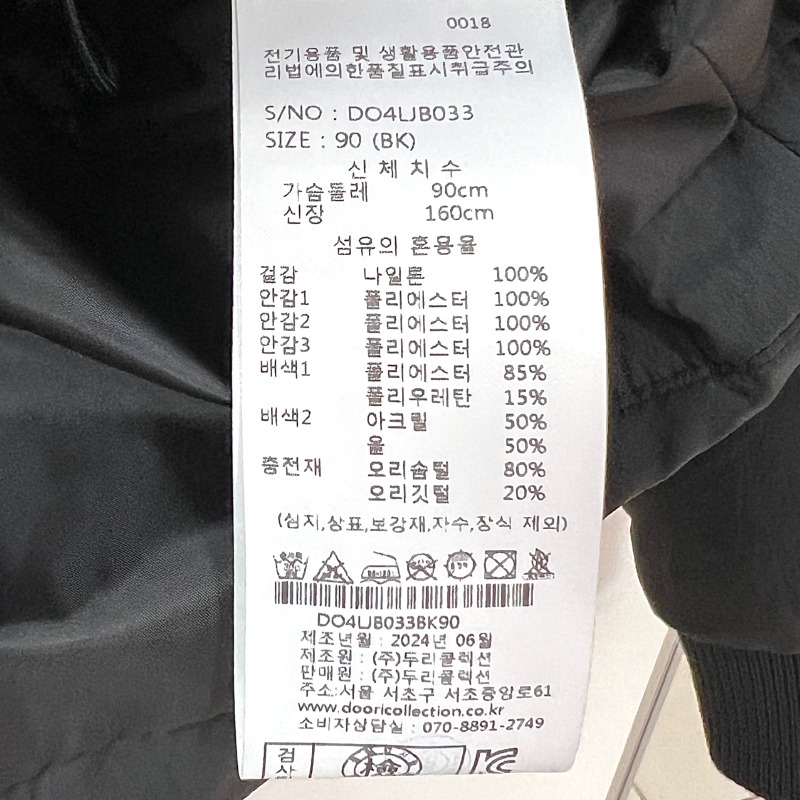 0018
전기용품 및 생활용품안전관
리법에의한품질표시취급주의
S/NO : DO4IJB033
SIZE : 90 (BK)
신 체 치 수
가슴둘레 90cm
신장 160cm
섬유의 혼용율
겉감 나일론 100%
안감1 폴리에스터 100%
안감2 폴리에스터 100%
안감3 폴리에스터 100%
배색1 폴리에스터 85%
폴리우레탄 15%
배색2 아크릴 50%
울 50%
충전재 오리솜털 80%
오리깃털 20%
(심지,상표,보강재,자수,장식 제외)
DO4IJB033BK90
제조년월 : 2024년 06월
제조원 : (주)두리콜렉션
판매원 : (주)두리콜렉션
주소:서울 서초구 서초중앙로61
www.dooricollection.co.kr
소비자상담실 : 070-8891-2749
검